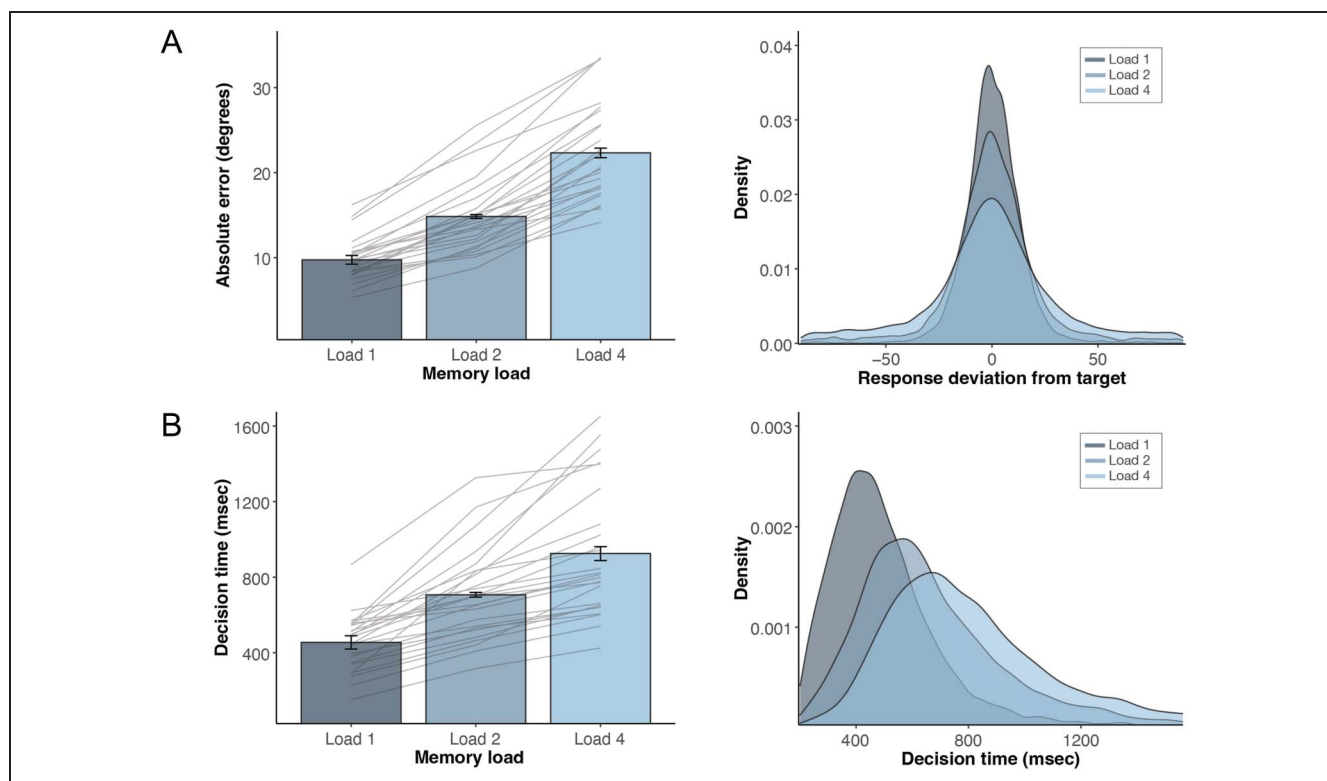 A
Absolute error (degrees)
30
20
10
Load 1
Load 2
Load 4
Memory load
Density
0.04
0.03
0.02
0.01
0.00
−50
0
50
Response deviation from target
Load 1
Load 2
Load 4
B
Decision time (msec)
1600
1200
800
400
Load 1
Load 2
Load 4
Memory load
Density
0.003
0.002
0.001
400
800
1200
Decision time (msec)
Load 1
Load 2
Load 4